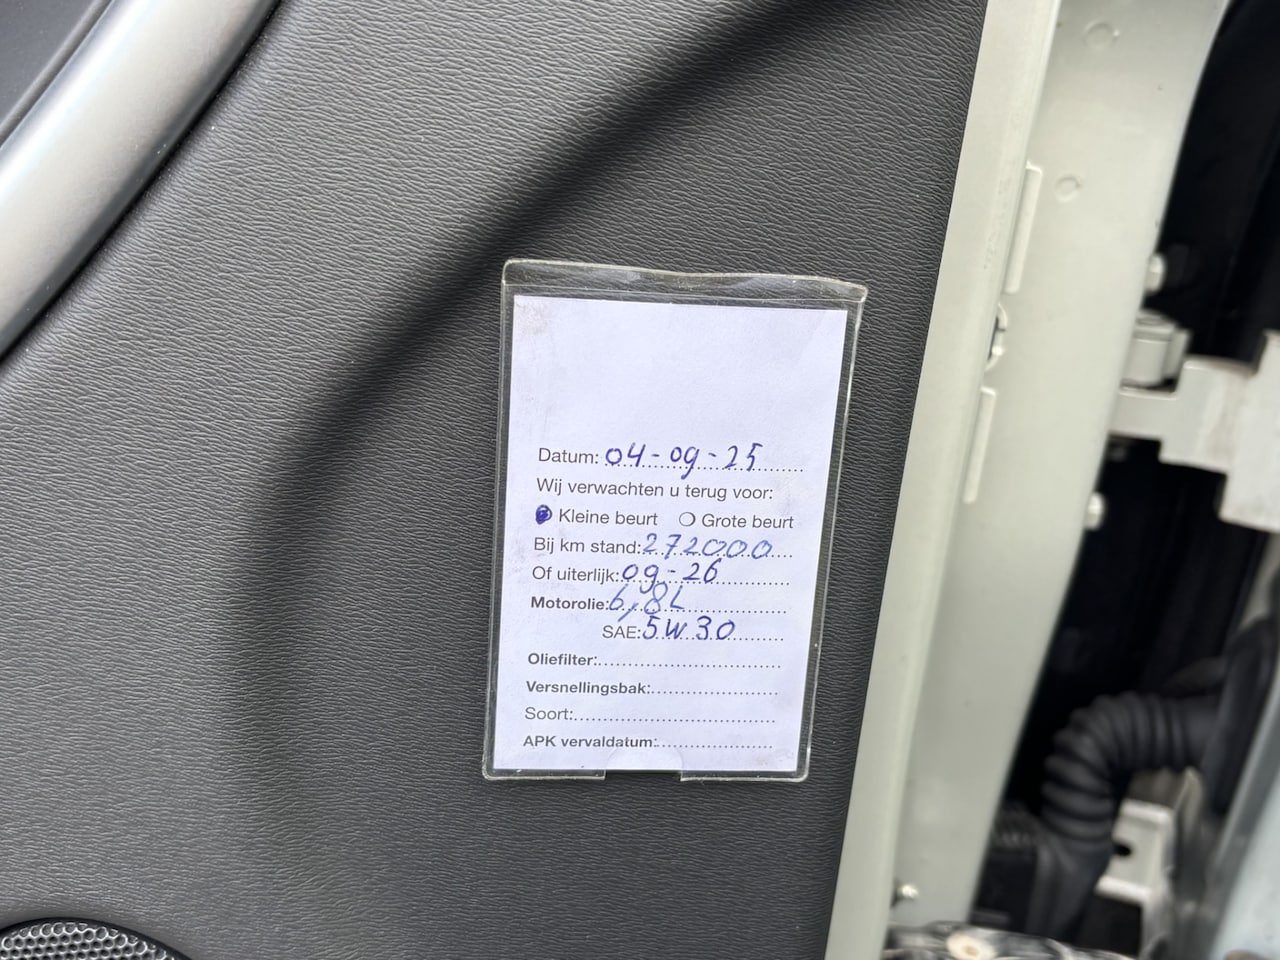 Datum: 04-09-25
Wij verwachten u terug voor:
Kleine beurt Grote beurt
Bij km stand: 272000
Of uiterlijk: 09-26
Motorolie: 6,8L
SAE: 5W30
Oliefilter:
Versnellingsbak:
Soort:
APK vervaldatum: